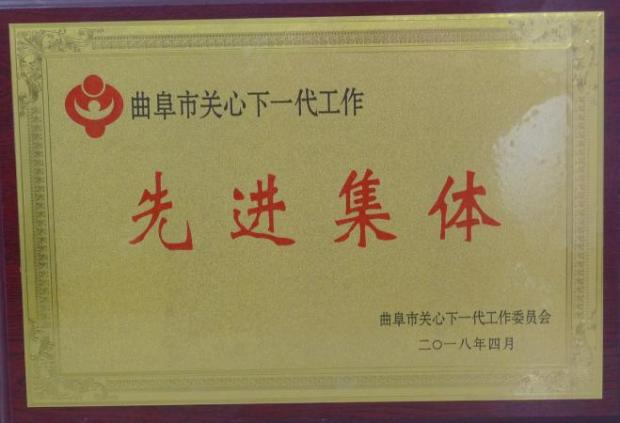 曲阜市关心下一代工作
先进集体
曲阜市关心下一代工作委员会
二〇一八年四月